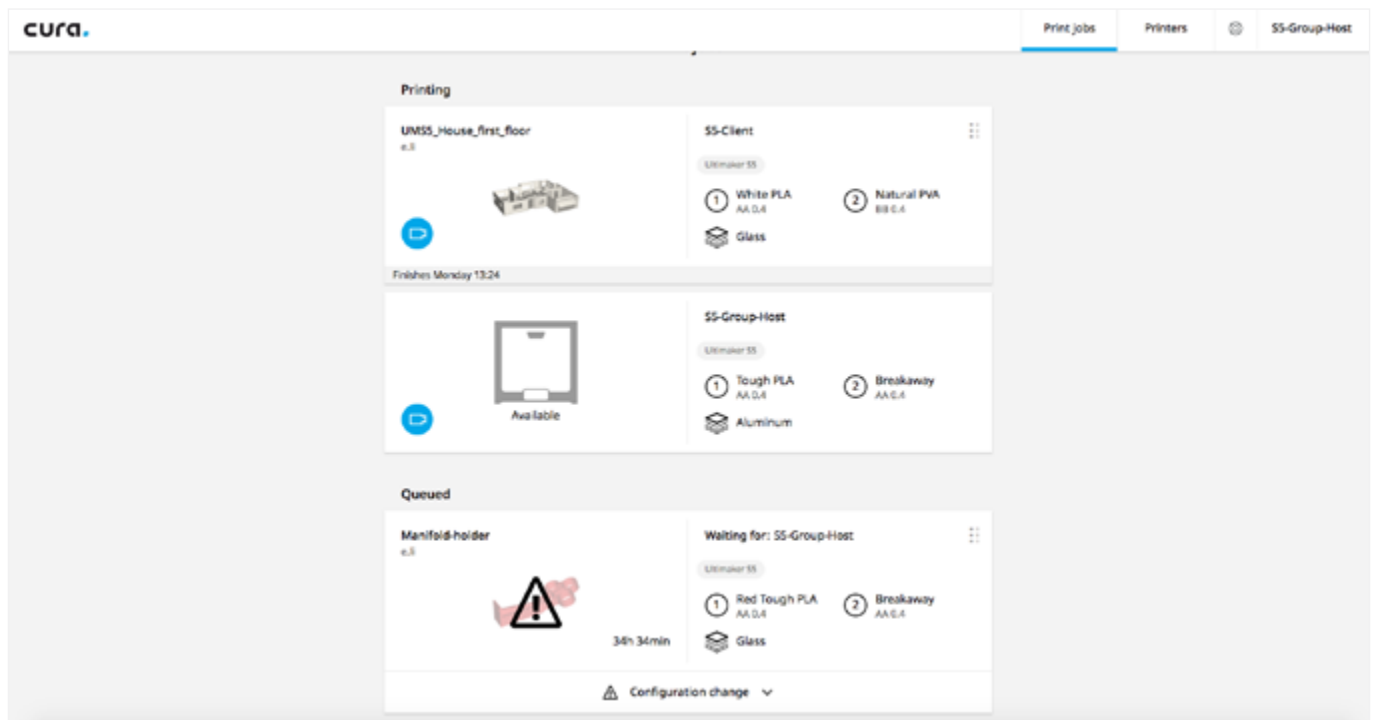 cura.
Print jobs
Printers
S5-Group-Host
Printing
UMS5_House_first_floor
e.li
S5-Client
Ultimaker S5
1 White PLA
AA 0.4
2 Natural PVA
BB 0.4
Glass
Finishes Monday 13:24
S5-Group-Host
Ultimaker S5
1 Tough PLA
AA 0.4
2 Breakaway
AA 0.4
Aluminum
Available
Queued
Manifold-holder
e.li
34h 34min
Waiting for: S5-Group-Host
Ultimaker S5
1 Red Tough PLA
AA 0.4
2 Breakaway
AA 0.4
Glass
Configuration change